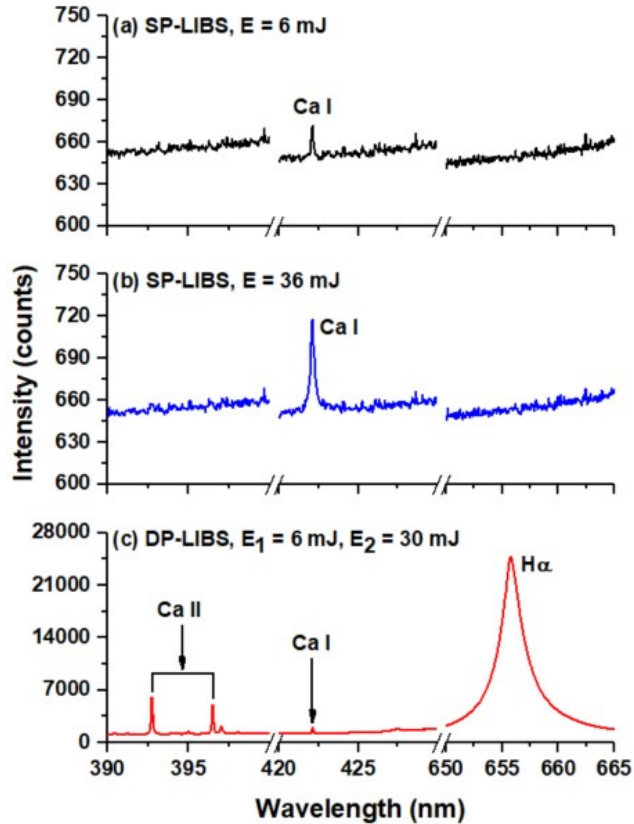 750
(a) SP-LIBS, E = 6 mJ
720
690
Ca I
660
630
600
750
(b) SP-LIBS, E = 36 mJ
720
Ca I
690
660
630
600
Intensity (counts)
28000
(c) DP-LIBS, E₁ = 6 mJ, E₂ = 30 mJ
Hα
21000
Ca II
14000
Ca I
7000
0
390 395 420 425 650 655 660 665
Wavelength (nm)